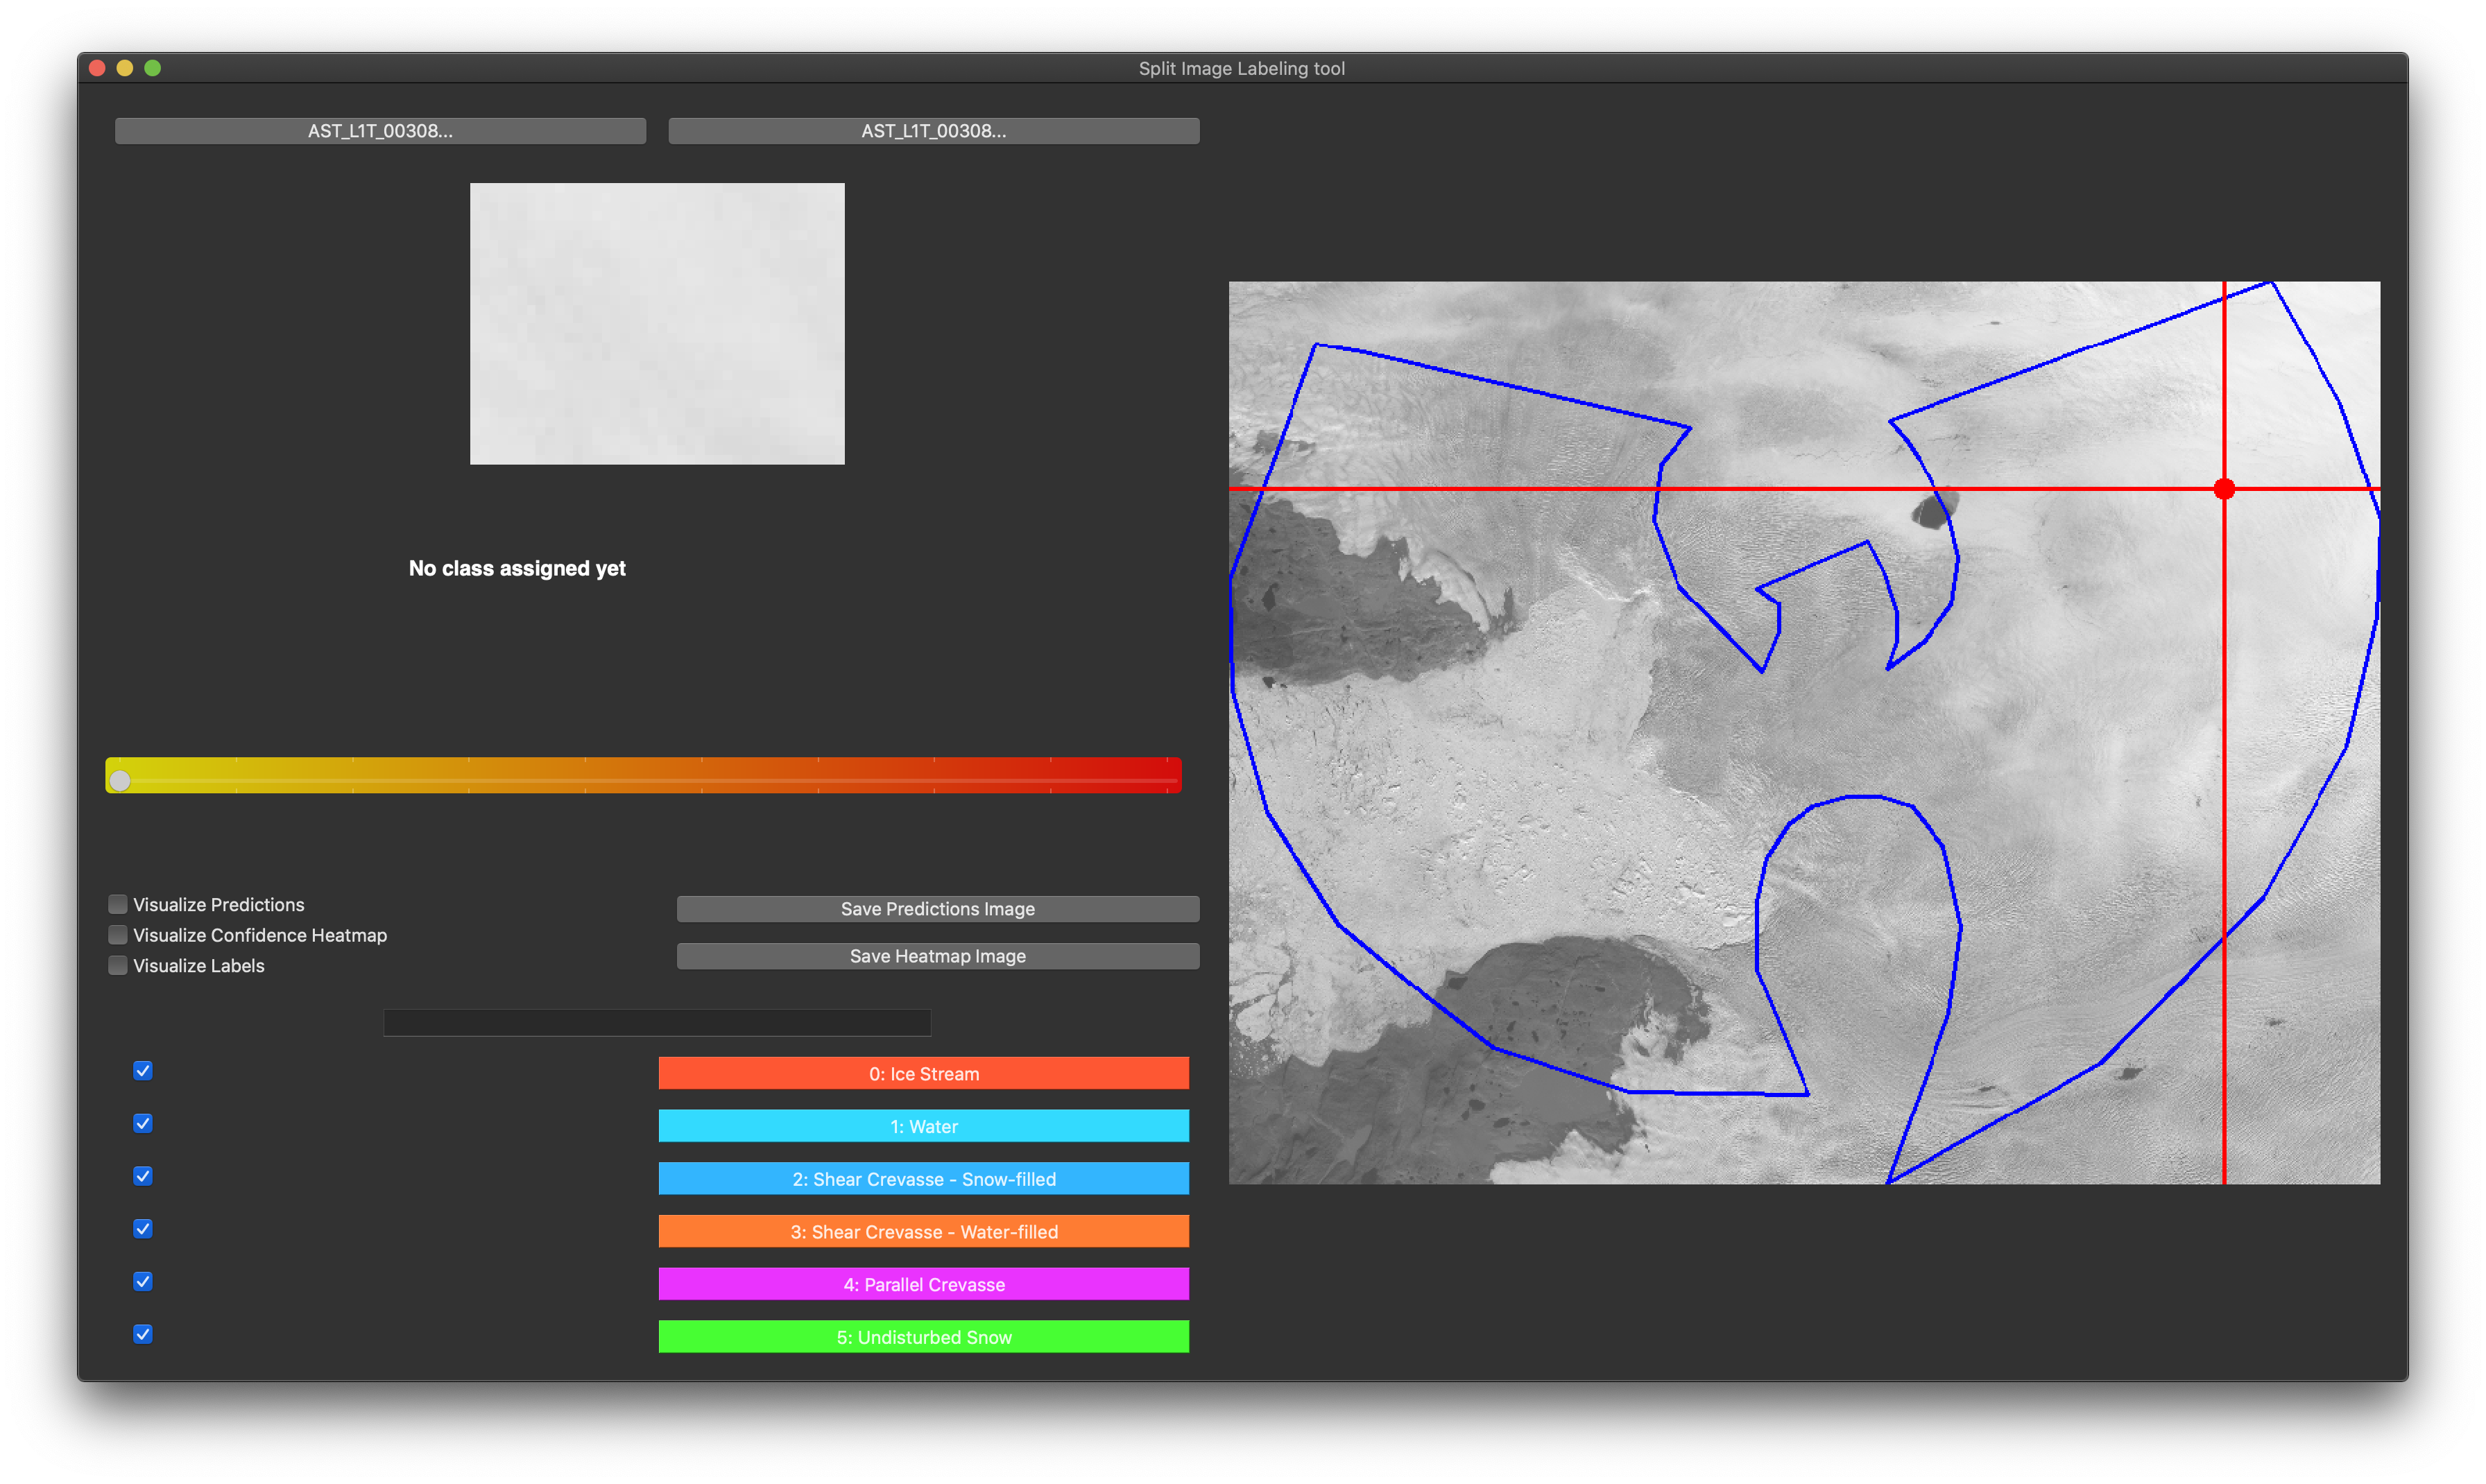 Split Image Labeling tool
AST_L1T_00308...
AST_L1T_00308...
No class assigned yet
Visualize Predictions
Visualize Confidence Heatmap
Visualize Labels
Save Predictions Image
Save Heatmap Image
0: Ice Stream
1: Water
2: Shear Crevasse - Snow-filled
3: Shear Crevasse - Water-filled
4: Parallel Crevasse
5: Undisturbed Snow